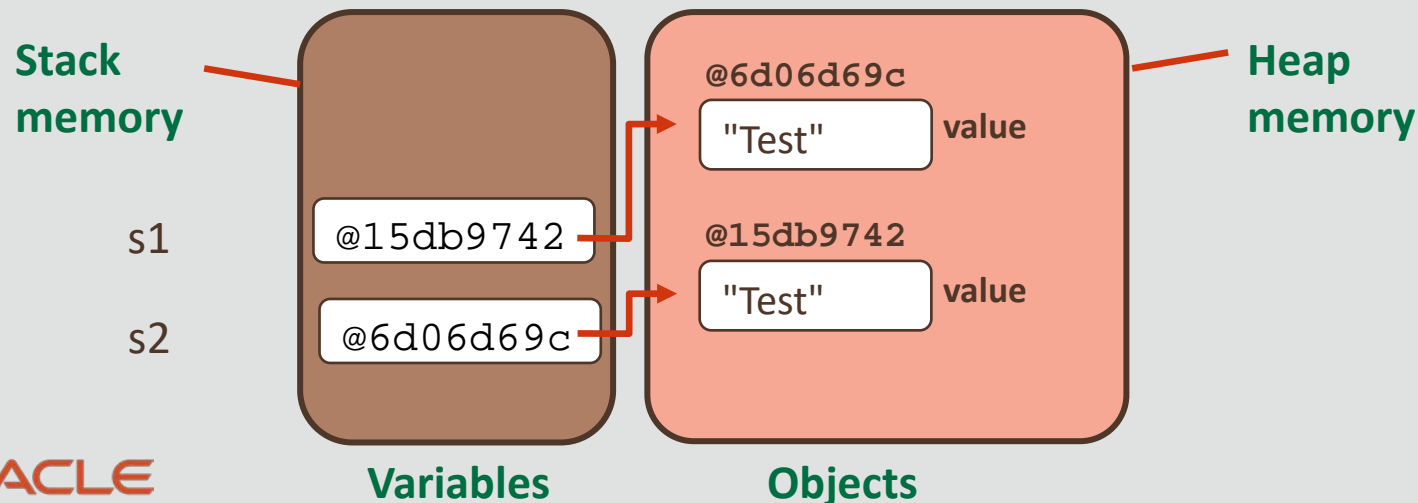 Stack
memory
@6d06d69c
"Test"
value
Heap
memory
s1
@15db9742
@15db9742
"Test"
value
s2
@6d06d69c
ACLE
Variables
Objects